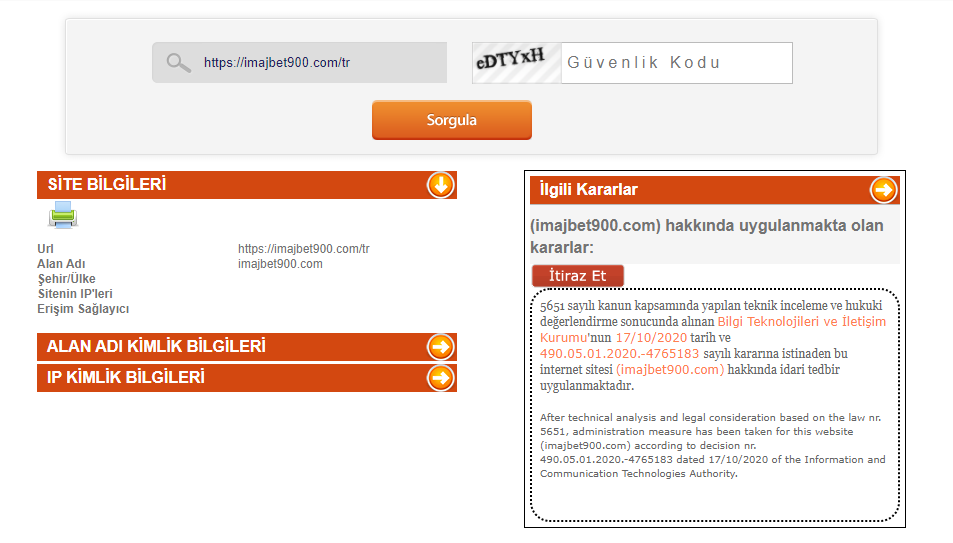 https://imajbet900.com/tr
eDTYxH
Güvenlik Kodu
Sorgula
SİTE BİLGİLERİ
Url https://imajbet900.com/tr
Alan Adı imajbet900.com
Şehir/Ülke
Sitenin IP'leri
Erişim Sağlayıcı
ALAN ADI KİMLİK BİLGİLERİ
IP KİMLİK BİLGİLERİ
İlgili Kararlar
(imajbet900.com) hakkında uygulanmakta olan
kararlar:
İtiraz Et
5651 sayılı kanun kapsamında yapılan teknik inceleme ve hukuki
değerlendirme sonucunda alınan Bilgi Teknolojileri ve İletişim
Kurumu'nun 17/10/2020 tarih ve
490.05.01.2020.-4765183 sayılı kararına istinaden bu
internet sitesi (imajbet900.com) hakkında idari tedbir
uygulanmaktadır.
After technical analysis and legal consideration based on the law nr.
5651, administration measure has been taken for this website
(imajbet900.com) according to decision nr.
490.05.01.2020.-4765183 dated 17/10/2020 of the Information and
Communication Technologies Authority.